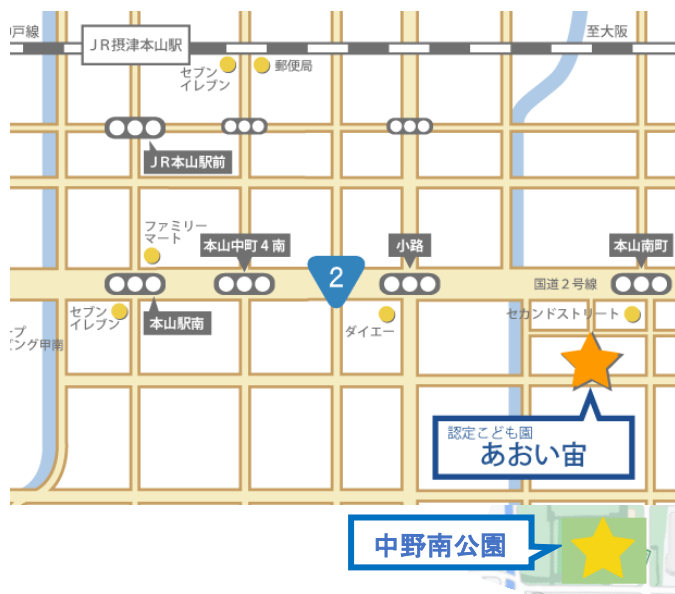 戸線
JR摂津本山駅
至大阪
セブン
イレブン
郵便局
JR本山駅前
ファミリー
マート
本山中町4南
小路
本山南町
2
国道2号線
セブン
イレブン
本山駅南
ダイエー
セカンドストリート
ープ
ピング甲南
認定こども園
あおい宙
中野南公園